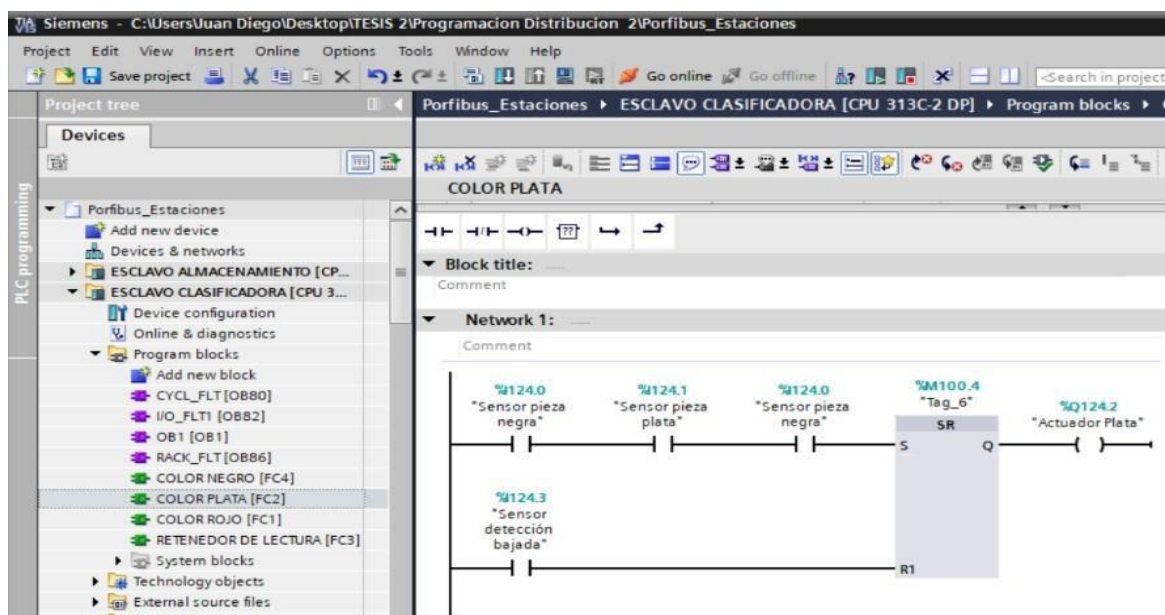 Siemens - C:\Users\Juan Diego\Desktop\TESIS 2\Programacion Distribucion 2\Porfibus_Estaciones
Project Edit View Insert Online Options Tools Window Help
Save project Go online Go offline <Search in project
Project tree
Porfibus_Estaciones ESCLAVO CLASIFICADORA [CPU 313C-2 DP] Program blocks
Devices
PLC programming
COLOR PLATA
Porfibus_Estaciones
Add new device
Devices & networks
ESCLAVO ALMACENAMIENTO [CP...
ESCLAVO CLASIFICADORA [CPU 3...
Device configuration
Online & diagnostics
Program blocks
Add new block
CYCL_FLT [OB80]
I/O_FLT1 [OB82]
OB1 [OB1]
RACK_FLT [OB86]
COLOR NEGRO [FC4]
COLOR PLATA [FC2]
COLOR ROJO [FC1]
RETENEDOR DE LECTURA [FC3]
System blocks
Technology objects
External source files
Block title:
Comment
Network 1:
Comment
%I124.0
"Sensor pieza
negra"
%I124.1
"Sensor pieza
plata"
%I124.0
"Sensor pieza
negra"
%M100.4
"Tag_6"
SR
S Q
%Q124.2
"Actuador Plata"
%I124.3
"Sensor
detección
bajada"
R1